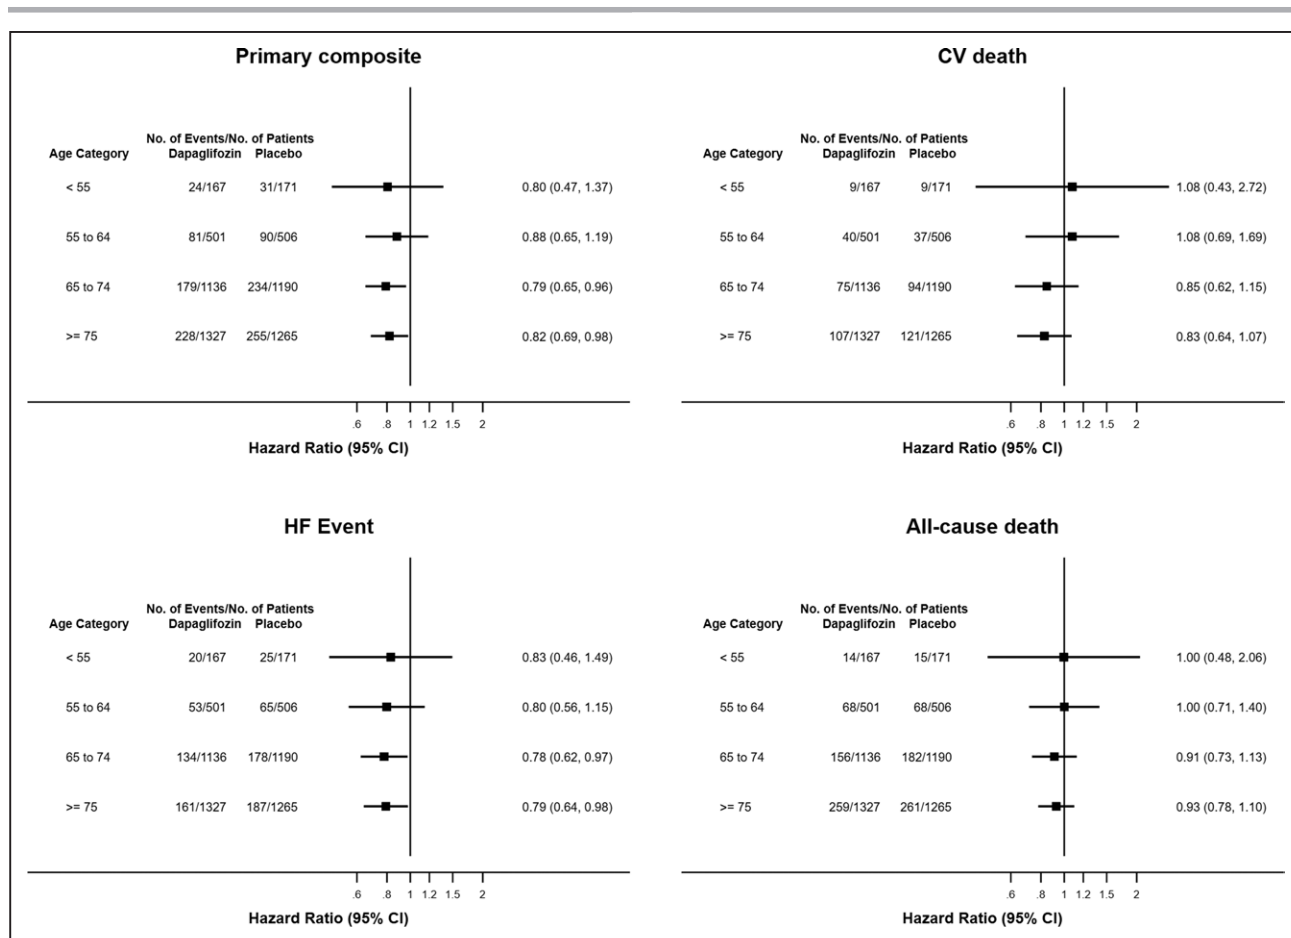 Primary composite
No. of Events/No. of Patients
Age Category Dapaglifozin Placebo
< 55 24/167 31/171 0.80 (0.47, 1.37)
55 to 64 81/501 90/506 0.88 (0.65, 1.19)
65 to 74 179/1136 234/1190 0.79 (0.65, 0.96)
>= 75 228/1327 255/1265 0.82 (0.69, 0.98)
.6 .8 1 1.2 1.5 2
Hazard Ratio (95% CI)
CV death
No. of Events/No. of Patients
Age Category Dapaglifozin Placebo
< 55 9/167 9/171 1.08 (0.43, 2.72)
55 to 64 40/501 37/506 1.08 (0.69, 1.69)
65 to 74 75/1136 94/1190 0.85 (0.62, 1.15)
>= 75 107/1327 121/1265 0.83 (0.64, 1.07)
.6 .8 1 1.2 1.5 2
Hazard Ratio (95% CI)
HF Event
No. of Events/No. of Patients
Age Category Dapaglifozin Placebo
< 55 20/167 25/171 0.83 (0.46, 1.49)
55 to 64 53/501 65/506 0.80 (0.56, 1.15)
65 to 74 134/1136 178/1190 0.78 (0.62, 0.97)
>= 75 161/1327 187/1265 0.79 (0.64, 0.98)
.6 .8 1 1.2 1.5 2
Hazard Ratio (95% CI)
All-cause death
No. of Events/No. of Patients
Age Category Dapaglifozin Placebo
< 55 14/167 15/171 1.00 (0.48, 2.06)
55 to 64 68/501 68/506 1.00 (0.71, 1.40)
65 to 74 156/1136 182/1190 0.91 (0.73, 1.13)
>= 75 259/1327 261/1265 0.93 (0.78, 1.10)
.6 .8 1 1.2 1.5 2
Hazard Ratio (95% CI)